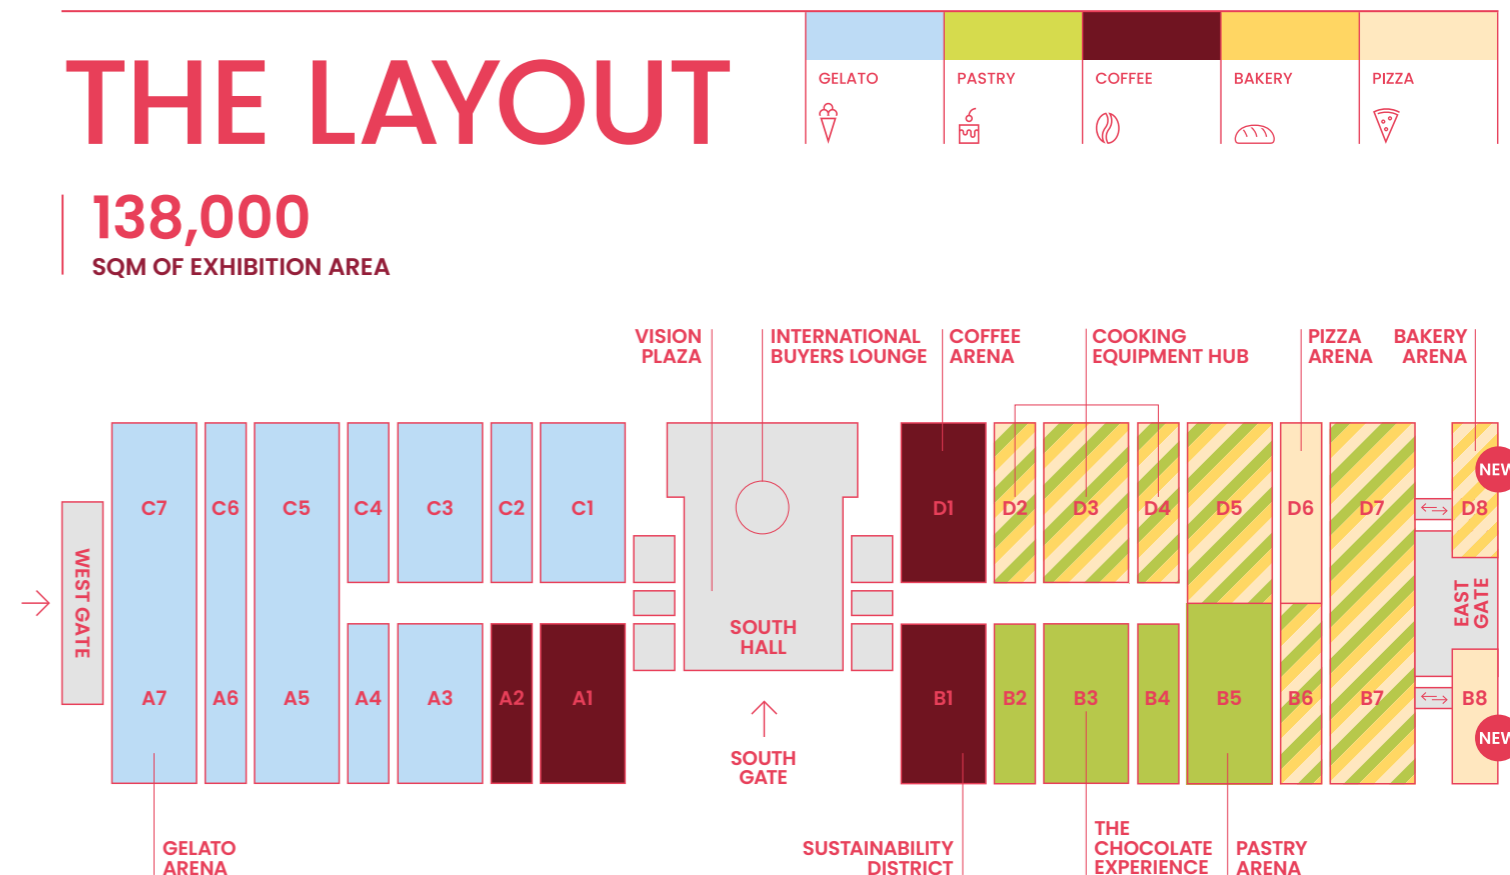 THE LAYOUT
GELATO
PASTRY
COFFEE
BAKERY
PIZZA
138,000
SQM OF EXHIBITION AREA
VISION
PLAZA
INTERNATIONAL
BUYERS LOUNGE
COFFEE
ARENA
COOKING
EQUIPMENT HUB
PIZZA
ARENA
BAKERY
ARENA
NEW
C7 C6 C5 C4 C3 C2 C1 D1 D2 D3 D4 D5 D6 D7 D8
WEST GATE
EAST
GATE
SOUTH
HALL
A7 A6 A5 A4 A3 A2 A1 B1 B2 B3 B4 B5 B6 B7 B8
NEW
SOUTH
GATE
GELATO
ARENA
SUSTAINABILITY
DISTRICT
THE
CHOCOLATE
EXPERIENCE
PASTRY
ARENA